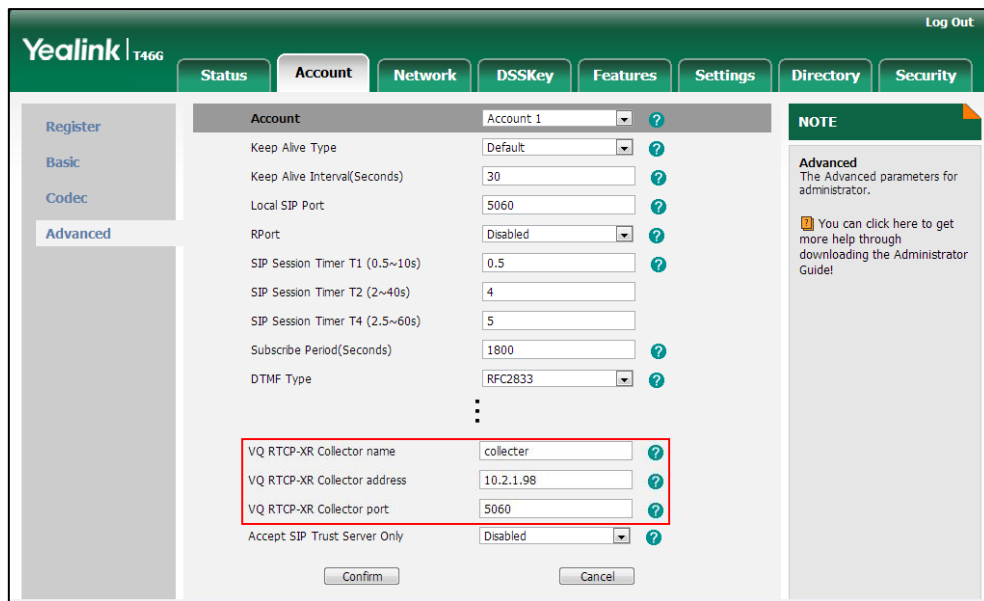 Log Out
Yealink T46G
Status Account Network DSSKey Features Settings Directory Security
Register
Basic
Codec
Advanced
Account Account 1
Keep Alive Type Default
Keep Alive Interval(Seconds) 30
Local SIP Port 5060
RPort Disabled
SIP Session Timer T1 (0.5~10s) 0.5
SIP Session Timer T2 (2~40s) 4
SIP Session Timer T4 (2.5~60s) 5
Subscribe Period(Seconds) 1800
DTMF Type RFC2833
VQ RTCP-XR Collector name collecter
VQ RTCP-XR Collector address 10.2.1.98
VQ RTCP-XR Collector port 5060
Accept SIP Trust Server Only Disabled
Confirm Cancel
NOTE
Advanced
The Advanced parameters for
administrator.
You can click here to get
more help through
downloading the Administrator
Guide!